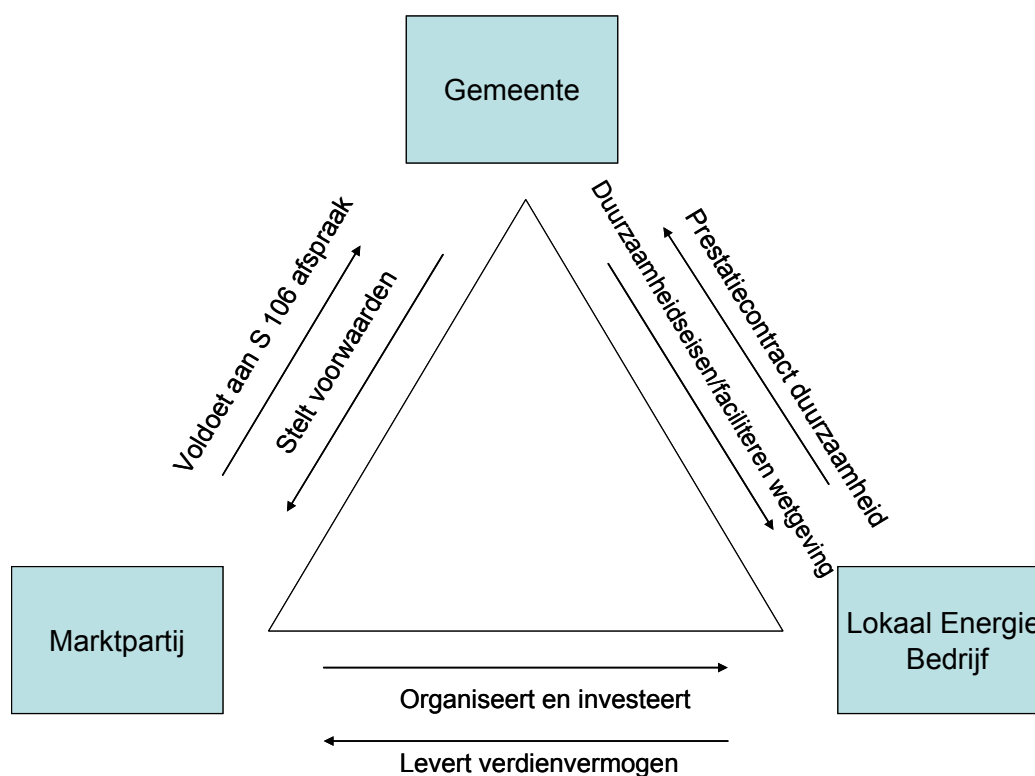 Gemeente
Voldoet aan S 106 afspraak
Stelt voorwaarden
Duurzaamheidseisen/faciliteren wetgeving
Prestatiecontract duurzaamheid
Marktpartij
Lokaal Energie
Bedrijf
Organiseert en investeert
Levert verdienvermogen